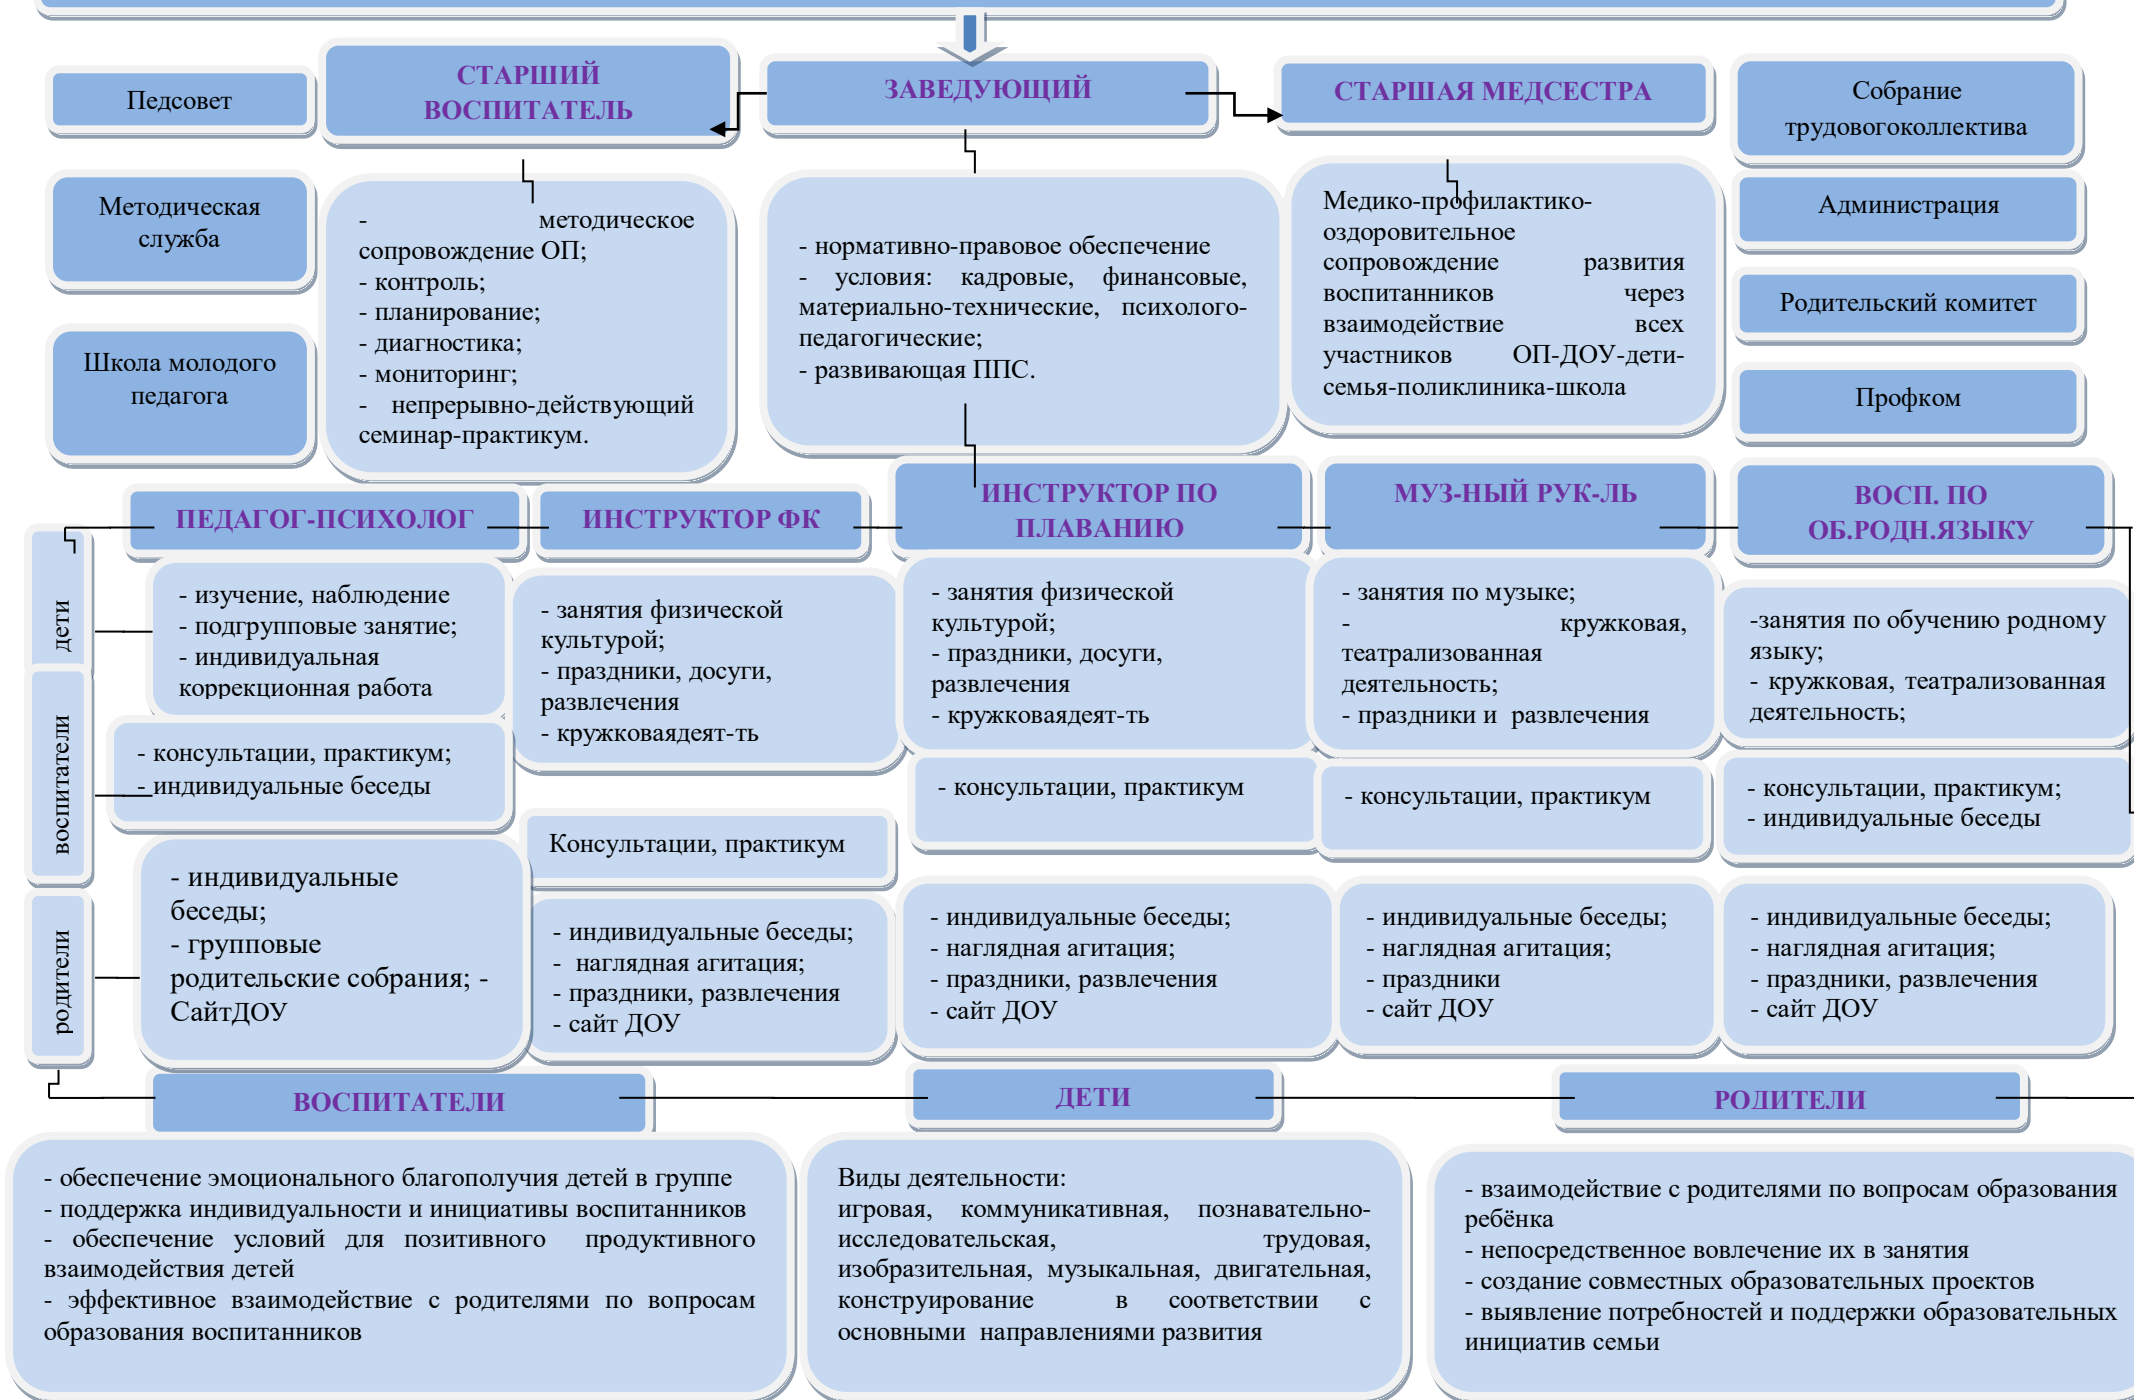 Педсовет
СТАРШИЙ
ВОСПИТАТЕЛЬ
ЗАВЕДУЮЩИЙ
СТАРШАЯ МЕДСЕСТРА
Собрание
трудовогоколлектива
Методическая
служба
Школа молодого
педагога
- методическое
сопровождение ОП;
- контроль;
- планирование;
- диагностика;
- мониторинг;
- непрерывно-действующий
семинар-практикум.
- нормативно-правовое обеспечение
- условия: кадровые, финансовые,
материально-технические, психолого-
педагогические;
- развивающая ППС.
Медико-профилактико-
оздоровительное
сопровождение развития
воспитанников через
взаимодействие всех
участников ОП-ДОУ-дети-
семья-поликлиника-школа
Администрация
Родительский комитет
Профком
ПЕДАГОГ-ПСИХОЛОГ
ИНСТРУКТОР ФК
ИНСТРУКТОР ПО
ПЛАВАНИЮ
МУЗ-НЫЙ РУК-ЛЬ
ВОСП. ПО
ОБ.РОДН.ЯЗЫКУ
дети
- изучение, наблюдение
- подгрупповые занятие;
- индивидуальная
коррекционная работа
- занятия физической
культурой;
- праздники, досуги,
развлечения
- кружковаядеят-ть
- занятия физической
культурой;
- праздники, досуги,
развлечения
- кружковаядеят-ть
- занятия по музыке;
- кружковая,
театрализованная
деятельность;
- праздники и развлечения
-занятия по обучению родному
языку;
- кружковая, театрализованная
деятельность;
воспитатели
- консультации, практикум;
- индивидуальные беседы
Консультации, практикум
- консультации, практикум
- консультации, практикум
- консультации, практикум;
- индивидуальные беседы
родители
- индивидуальные
беседы;
- групповые
родительские собрания; -
СайтДОУ
- индивидуальные беседы;
- наглядная агитация;
- праздники, развлечения
- сайт ДОУ
- индивидуальные беседы;
- наглядная агитация;
- праздники, развлечения
- сайт ДОУ
- индивидуальные беседы;
- наглядная агитация;
- праздники
- сайт ДОУ
- индивидуальные беседы;
- наглядная агитация;
- праздники, развлечения
- сайт ДОУ
ВОСПИТАТЕЛИ
ДЕТИ
РОДИТЕЛИ
- обеспечение эмоционального благополучия детей в группе
- поддержка индивидуальности и инициативы воспитанников
- обеспечение условий для позитивного продуктивного
взаимодействия детей
- эффективное взаимодействие с родителями по вопросам
образования воспитанников
Виды деятельности:
игровая, коммуникативная, познавательно-
исследовательская, трудовая,
изобразительная, музыкальная, двигательная,
конструирование в соответствии с
основными направлениями развития
- взаимодействие с родителями по вопросам образования
ребёнка
- непосредственное вовлечение их в занятия
- создание совместных образовательных проектов
- выявление потребностей и поддержки образовательных
инициатив семьи